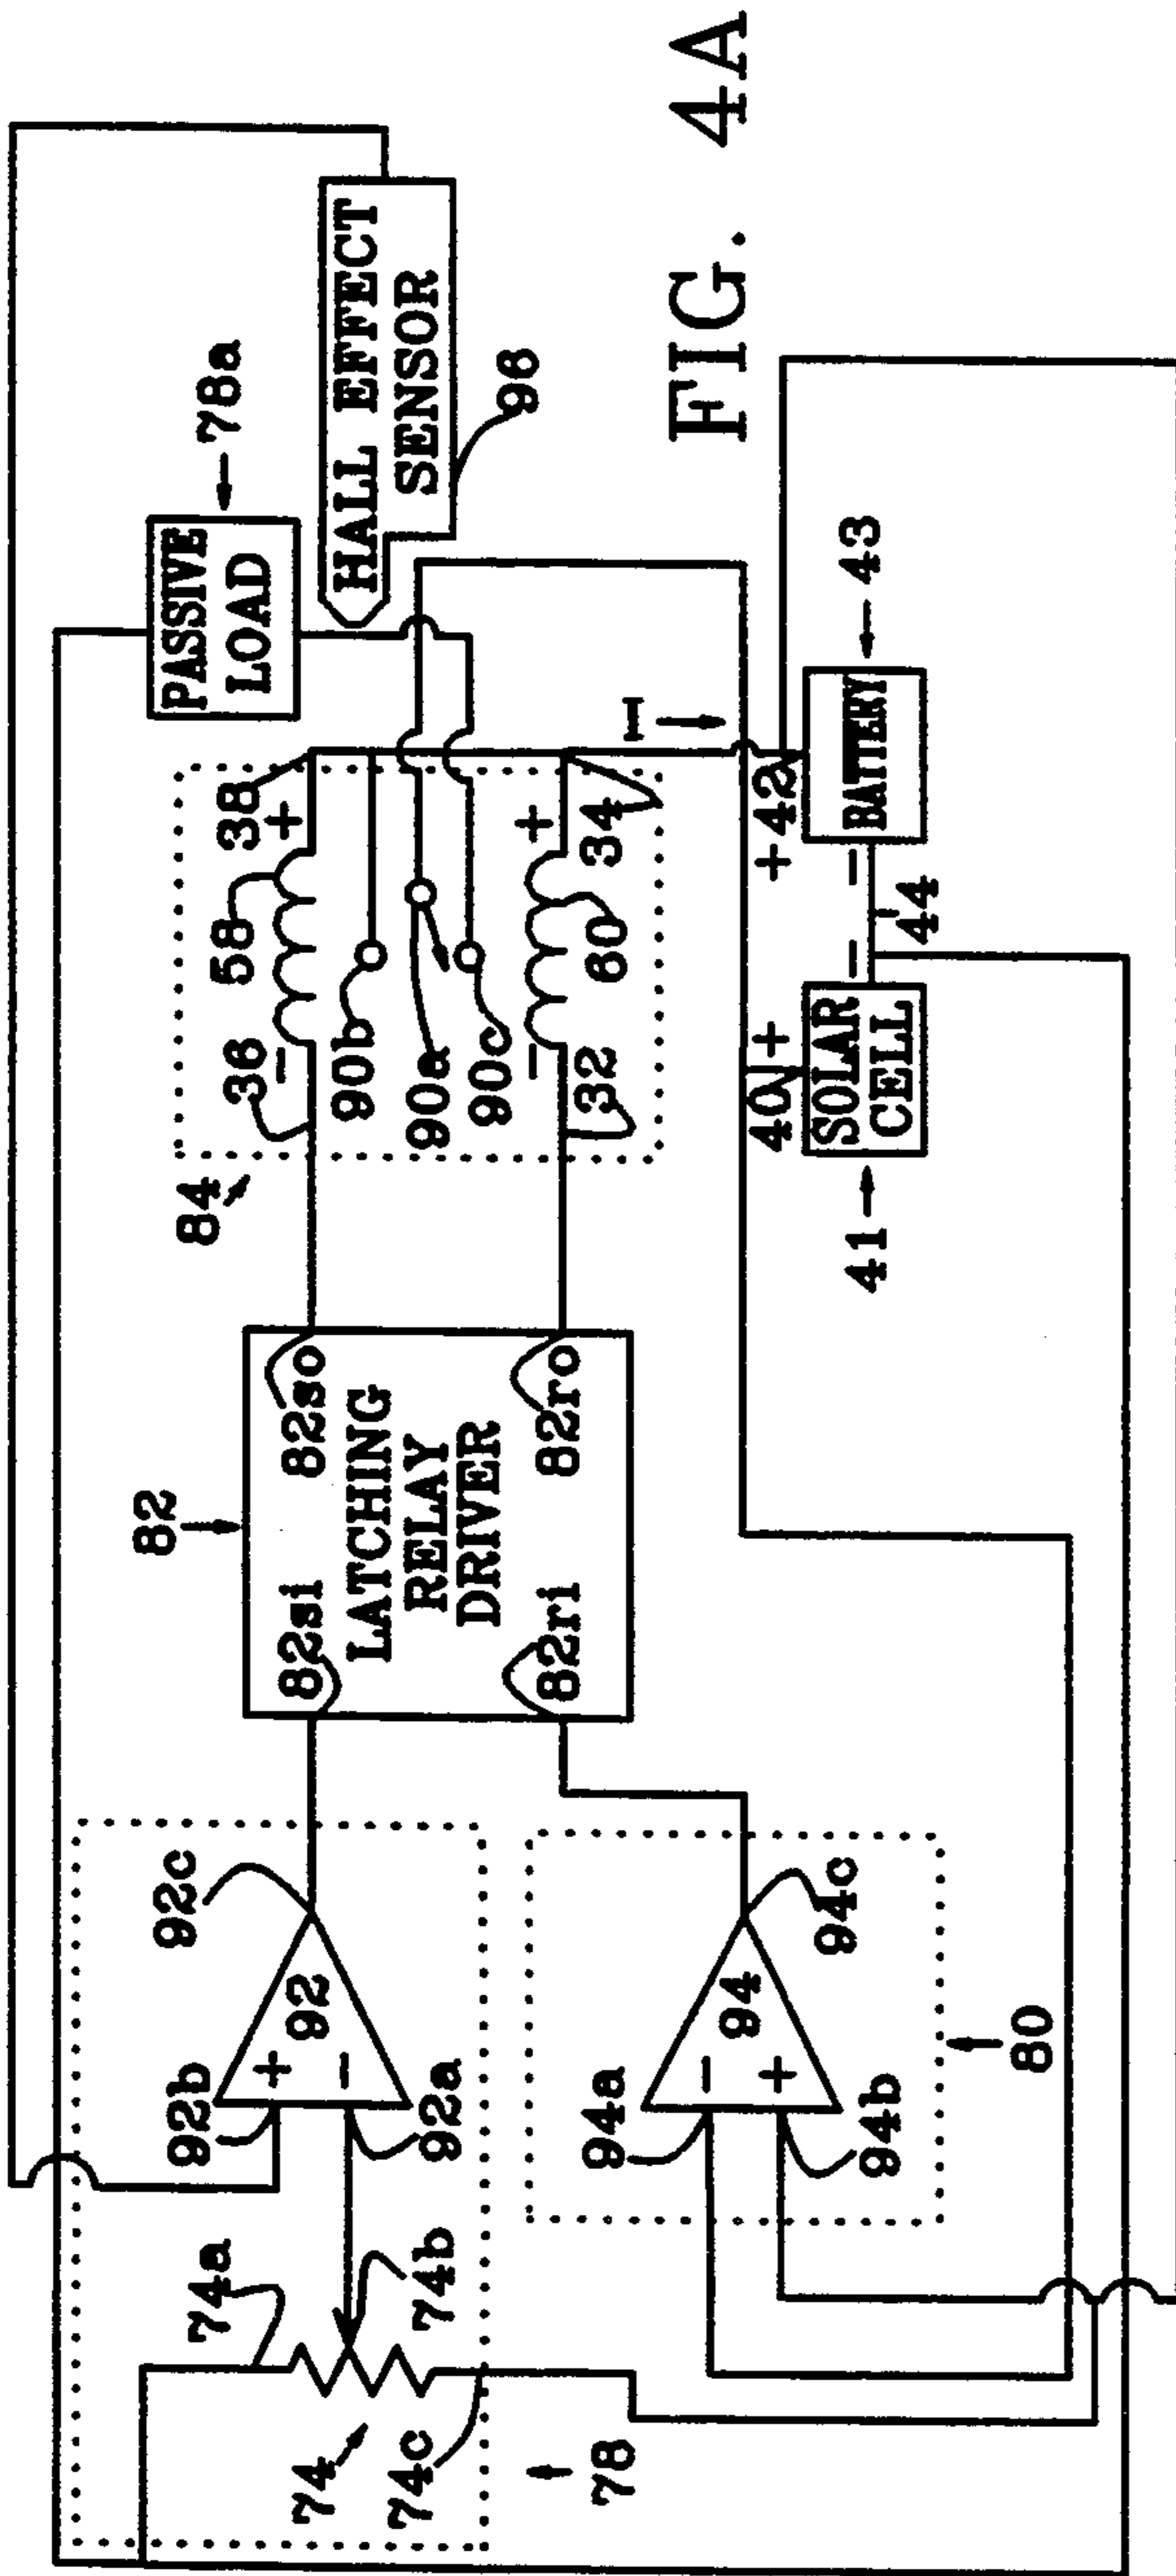 78a
PASSIVE
LOAD
HALL EFFECT
SENSOR
96
84
58
38
36
+
−
90b
90a
90c
−
+
32
60
34
I
82
82si
82so
LATCHING
RELAY
DRIVER
82ri
82ro
92c
92b
92
+
−
92a
74a
74b
74
74c
78
94a
94
−
+
94b
94c
80
40
+
+
42
SOLAR
CELL
−
−
BATTERY
41
44
43
FIG. 4A